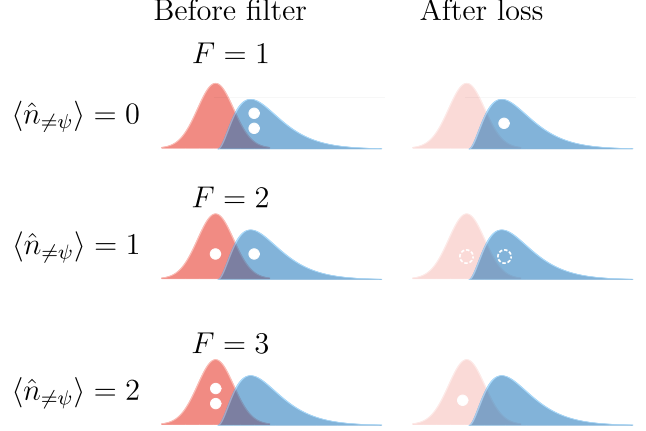 Before filter After loss
F = 1
⟨n̂≠ψ⟩ = 0
F = 2
⟨n̂≠ψ⟩ = 1
F = 3
⟨n̂≠ψ⟩ = 2